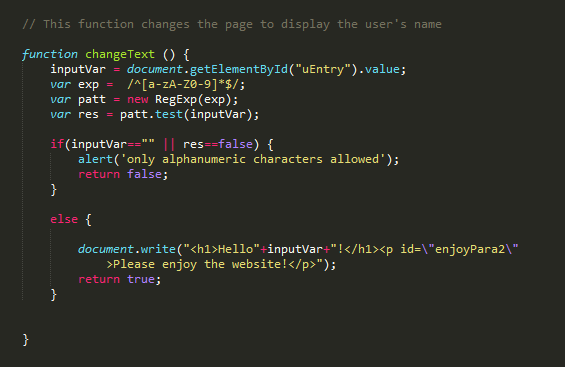 // This function changes the page to display the user's name
function changeText () {
inputVar = document.getElementById("uEntry").value;
var exp =  /^[a-zA-Z0-9]*$/;
var patt = new RegExp(exp);
var res = patt.test(inputVar);
if(inputVar=="" || res==false) {
alert('only alphanumeric characters allowed');
return false;
}
else {
document.write("<h1>Hello"+inputVar+"!</h1><p id=\"enjoyPara2\"
>Please enjoy the website!</p>");
return true;
}
}